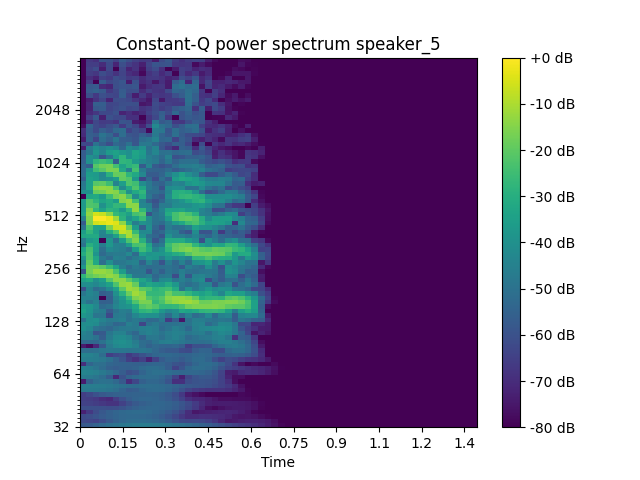 Constant-Q power spectrum speaker_5
Hz
2048
1024
512
256
128
64
32
0 0.15 0.3 0.45 0.6 0.75 0.9 1.1 1.2 1.4
Time
+0 dB
-10 dB
-20 dB
-30 dB
-40 dB
-50 dB
-60 dB
-70 dB
-80 dB